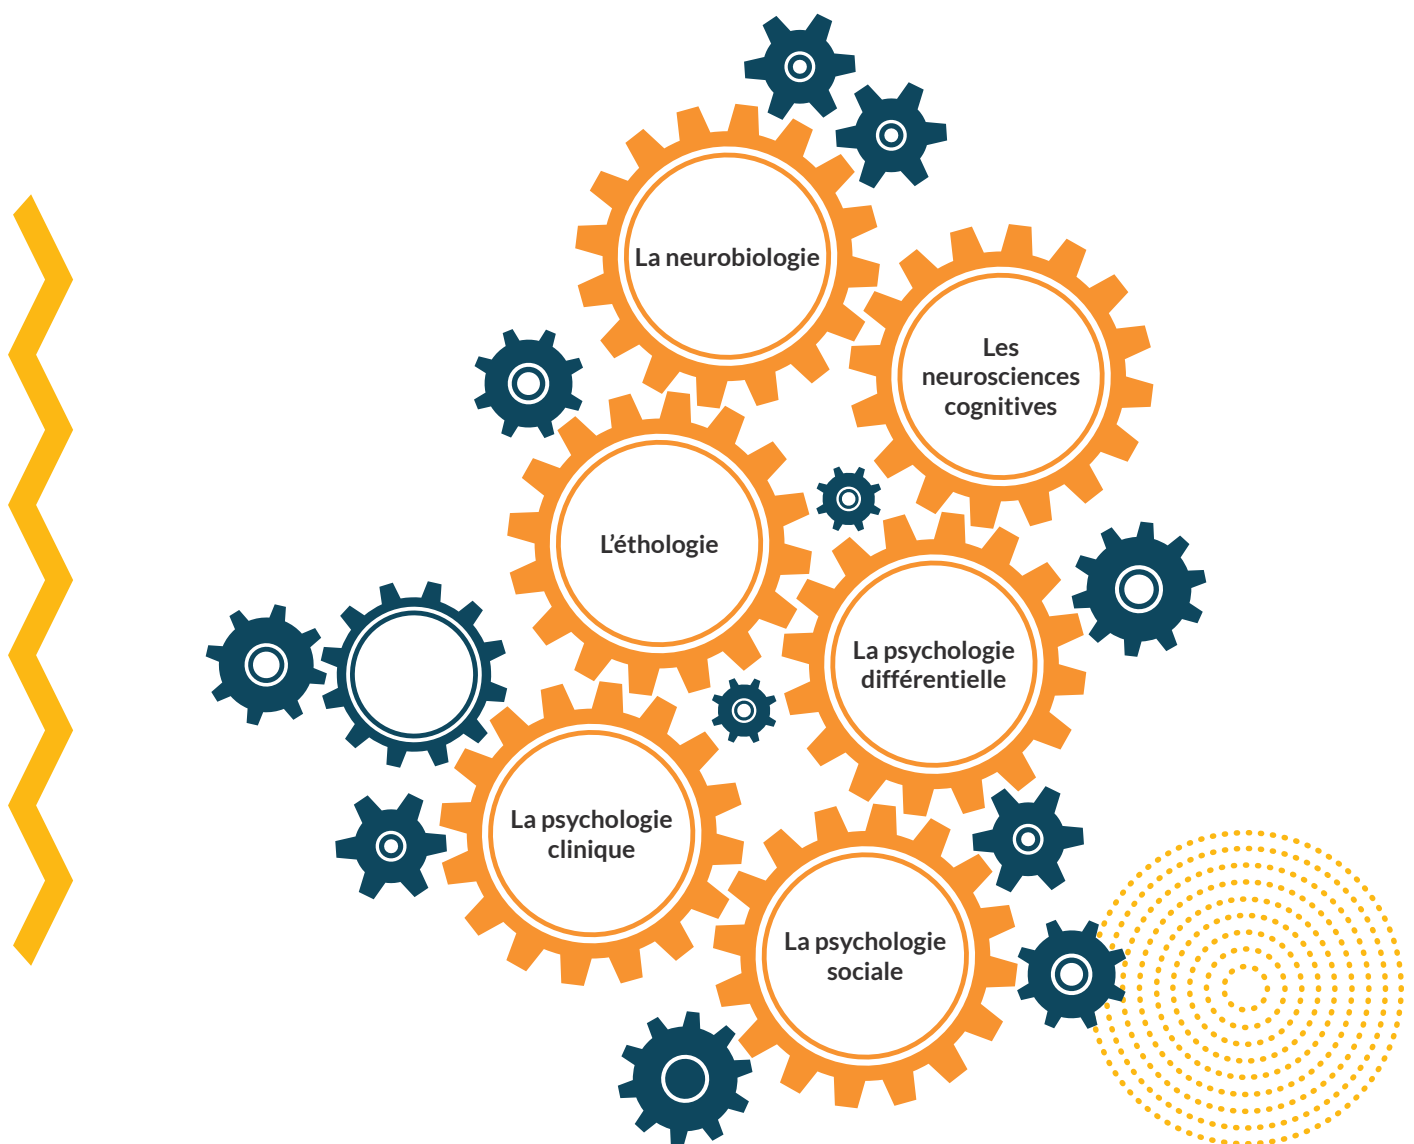 La neurobiologie
Les
neurosciences
cognitives
L'éthologie
La psychologie
différentielle
La psychologie
clinique
La psychologie
sociale